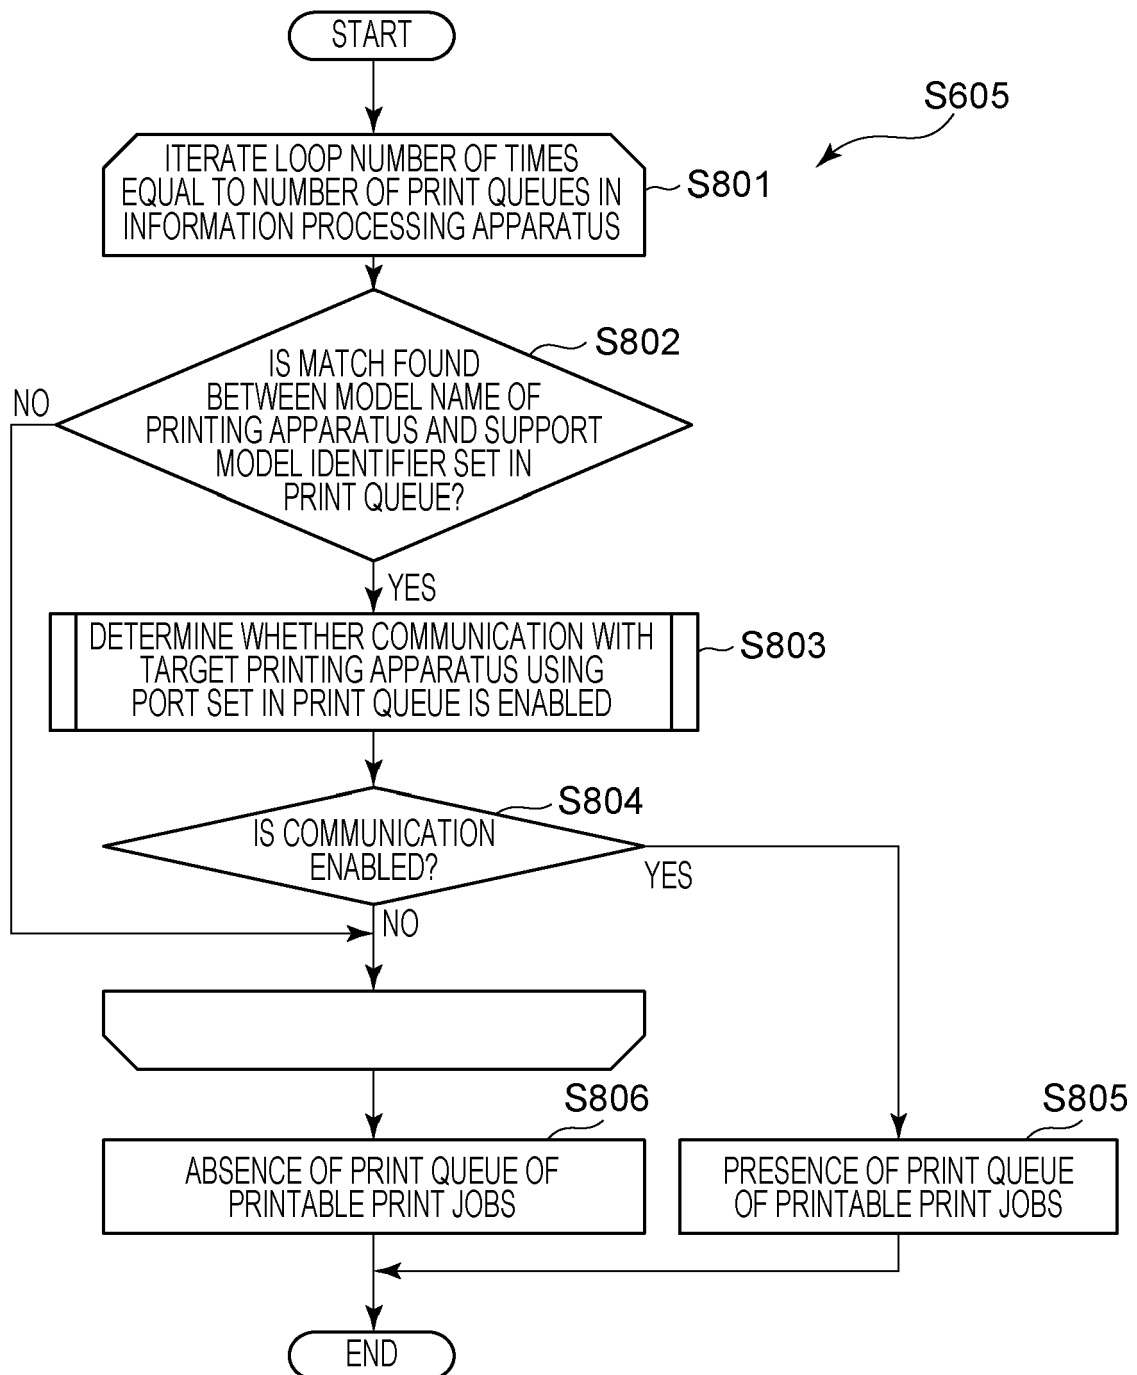 START
S605
ITERATE LOOP NUMBER OF TIMES
EQUAL TO NUMBER OF PRINT QUEUES IN
INFORMATION PROCESSING APPARATUS
S801
S802
IS MATCH FOUND
BETWEEN MODEL NAME OF
PRINTING APPARATUS AND SUPPORT
MODEL IDENTIFIER SET IN
PRINT QUEUE?
NO
YES
DETERMINE WHETHER COMMUNICATION WITH
TARGET PRINTING APPARATUS USING
PORT SET IN PRINT QUEUE IS ENABLED
S803
S804
IS COMMUNICATION
ENABLED?
YES
NO
S806
ABSENCE OF PRINT QUEUE OF
PRINTABLE PRINT JOBS
S805
PRESENCE OF PRINT QUEUE
OF PRINTABLE PRINT JOBS
END